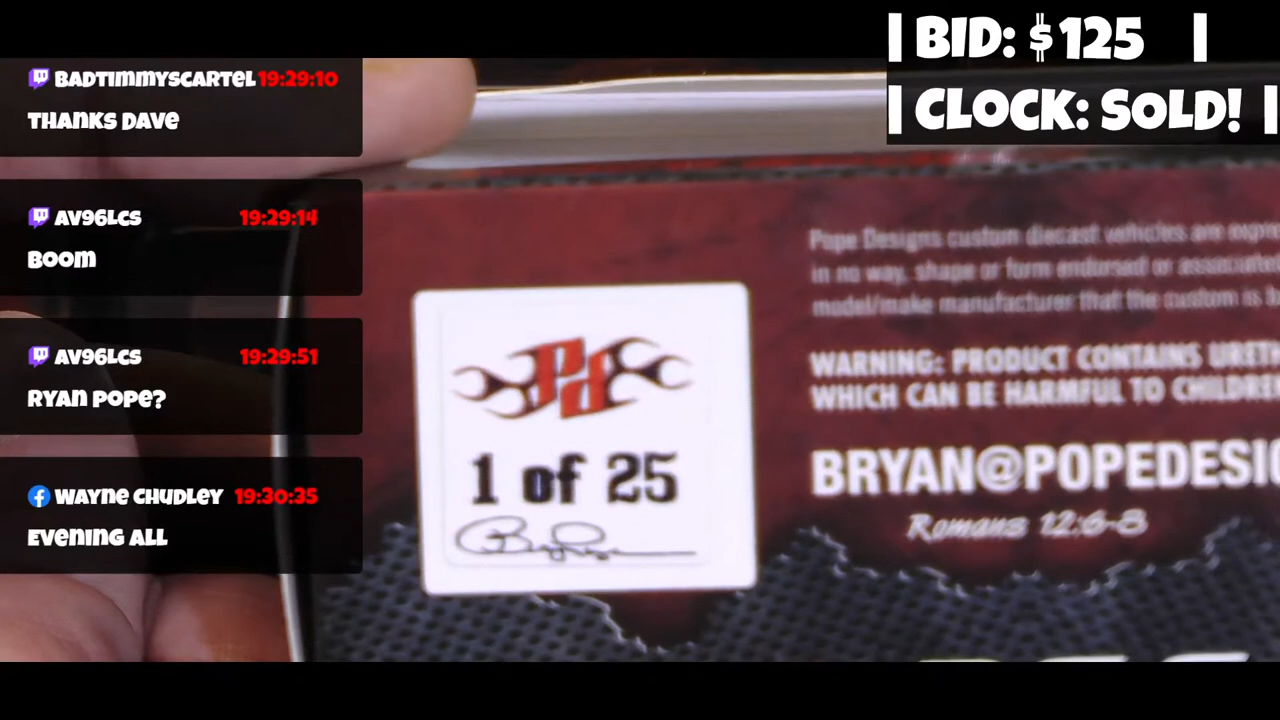 | BID: $125 |
| CLOCK: SOLD! |
BADTIMMYSCARTEL 19:29:10
THANKS DAVE
AV96LCS 19:29:14
BOOM
AV96LCS 19:29:51
RYAN POPE?
WAYNE CHUDLEY 19:30:35
EVENING ALL
Pd
1 of 25
Pope Designs custom diecast vehicles are
in no way, shape or form endorsed or
model/make manufacturer that the custom is
WARNING: PRODUCT CONTAINS
WHICH CAN BE HARMFUL TO
BRYAN@POPEDESI
Romans 12:6-8